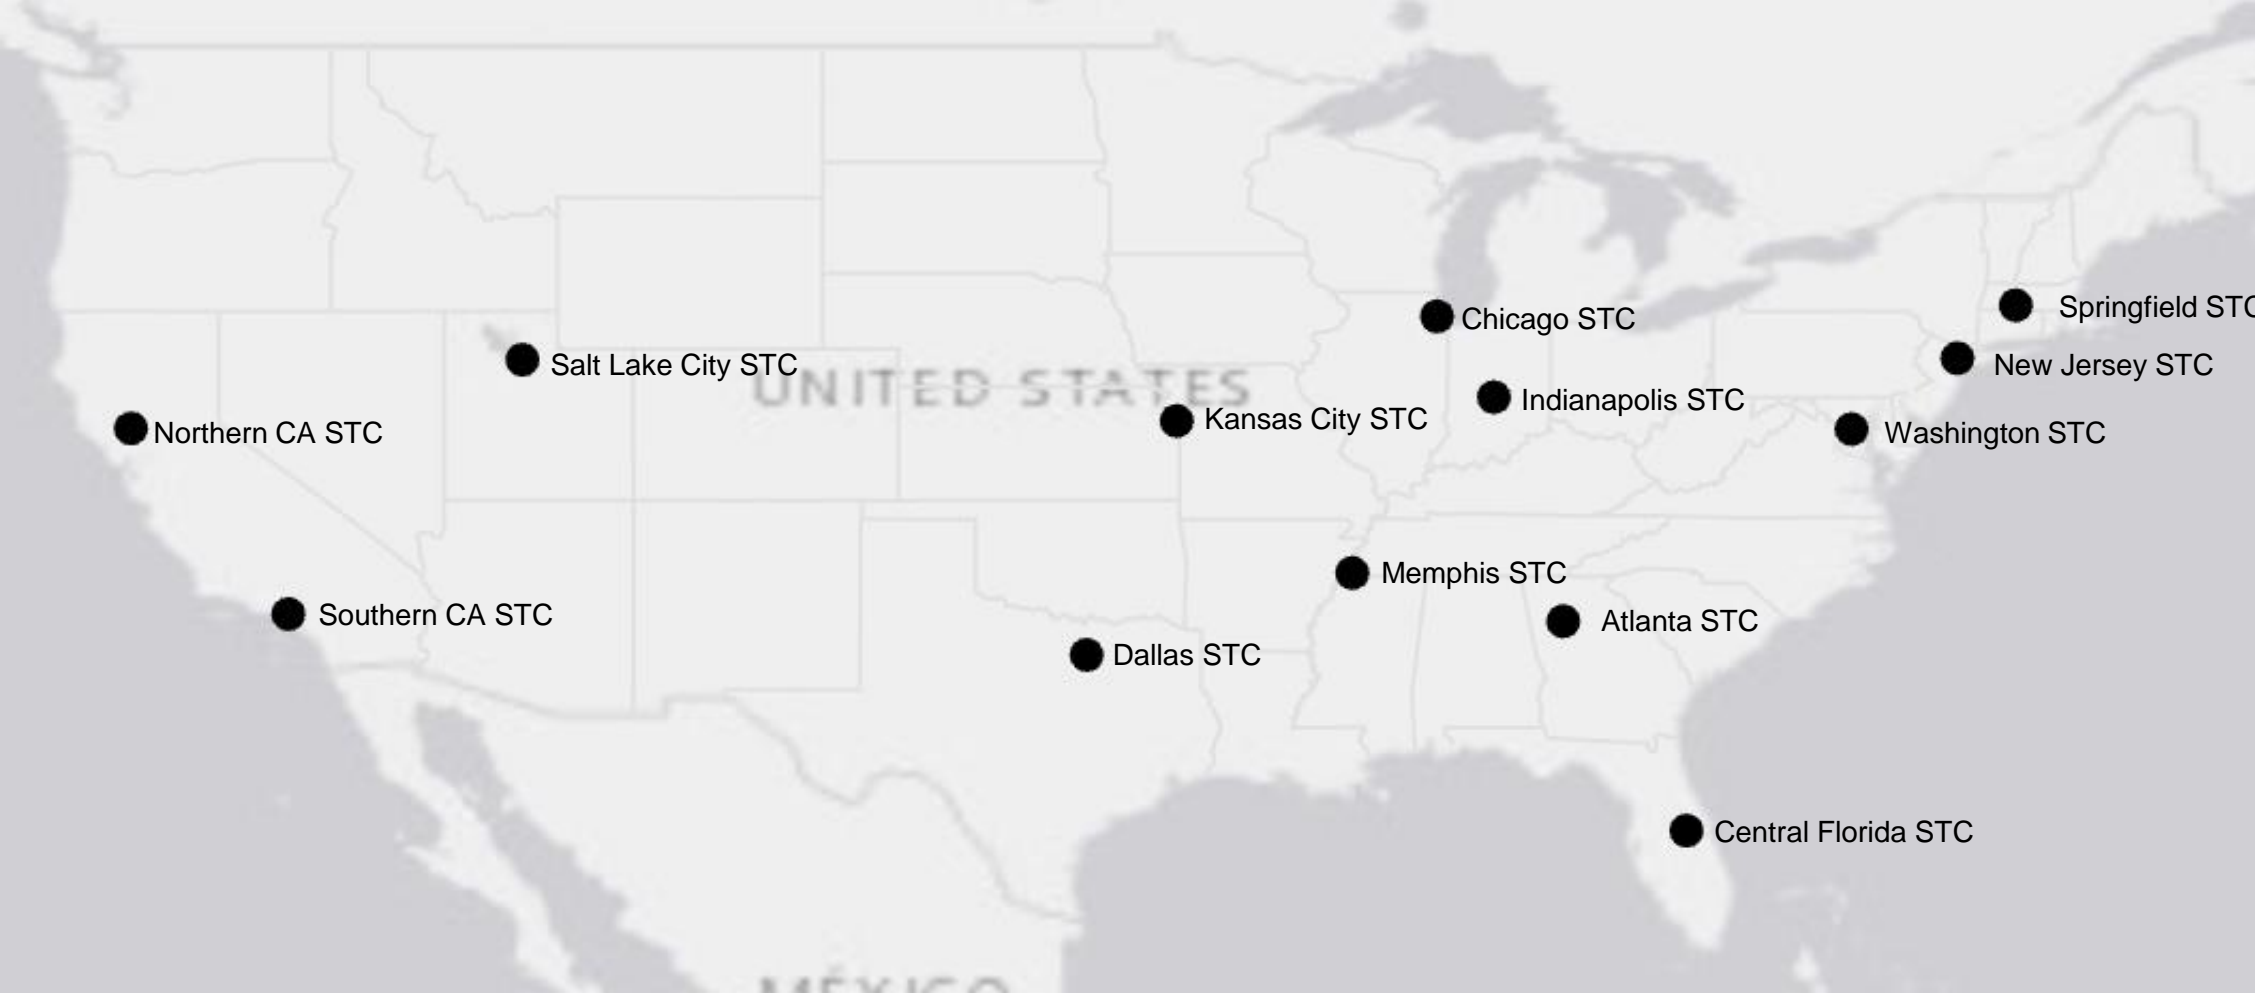 Springfield STC
Chicago STC
Salt Lake City STC
New Jersey STC
UNITED STATES
Indianapolis STC
Kansas City STC
Northern CA STC
Washington STC
Memphis STC
Southern CA STC
Atlanta STC
Dallas STC
Central Florida STC
MÉXICO